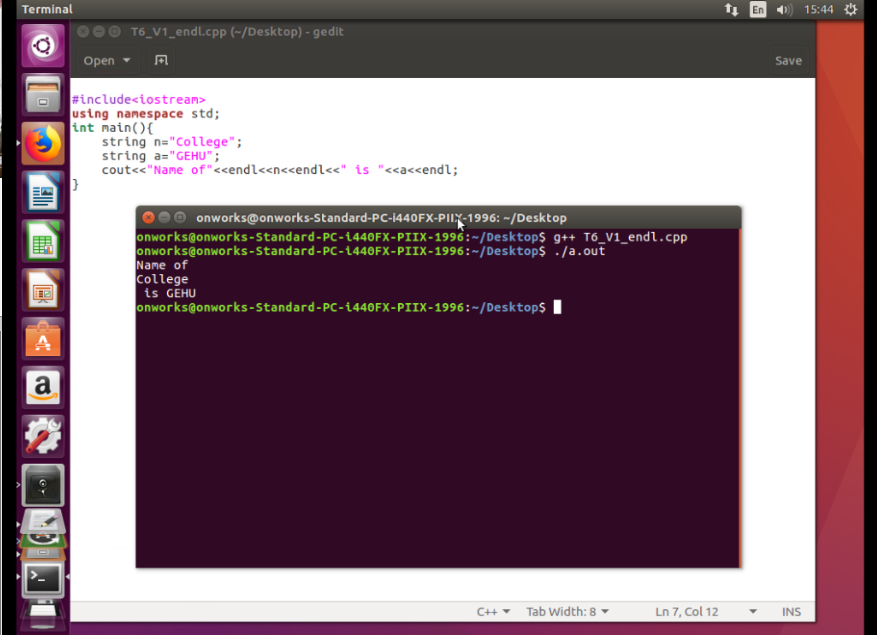 Terminal
En
15:44
T6_V1_endl.cpp (~/Desktop) - gedit
Open
Save
#include<iostream>
using namespace std;
int main(){
    string n="College";
    string a="GEHU";
    cout<<"Name of"<<endl<<n<<endl<<" is "<<a<<endl;
}
onworks@onworks-Standard-PC-i440FX-PIIX-1996: ~/Desktop
onworks@onworks-Standard-PC-i440FX-PIIX-1996:~/Desktop$ g++ T6_V1_endl.cpp
onworks@onworks-Standard-PC-i440FX-PIIX-1996:~/Desktop$ ./a.out
Name of
College
 is GEHU
onworks@onworks-Standard-PC-i440FX-PIIX-1996:~/Desktop$
a
C++ Tab Width: 8 Ln 7, Col 12 INS